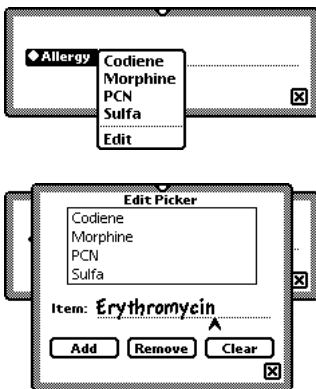 ◆Allergy
Codiene
Morphine
PCN
Sulfa
Edit
Edit Picker
Codiene
Morphine
PCN
Sulfa
Item: Erythromycin
Add Remove Clear